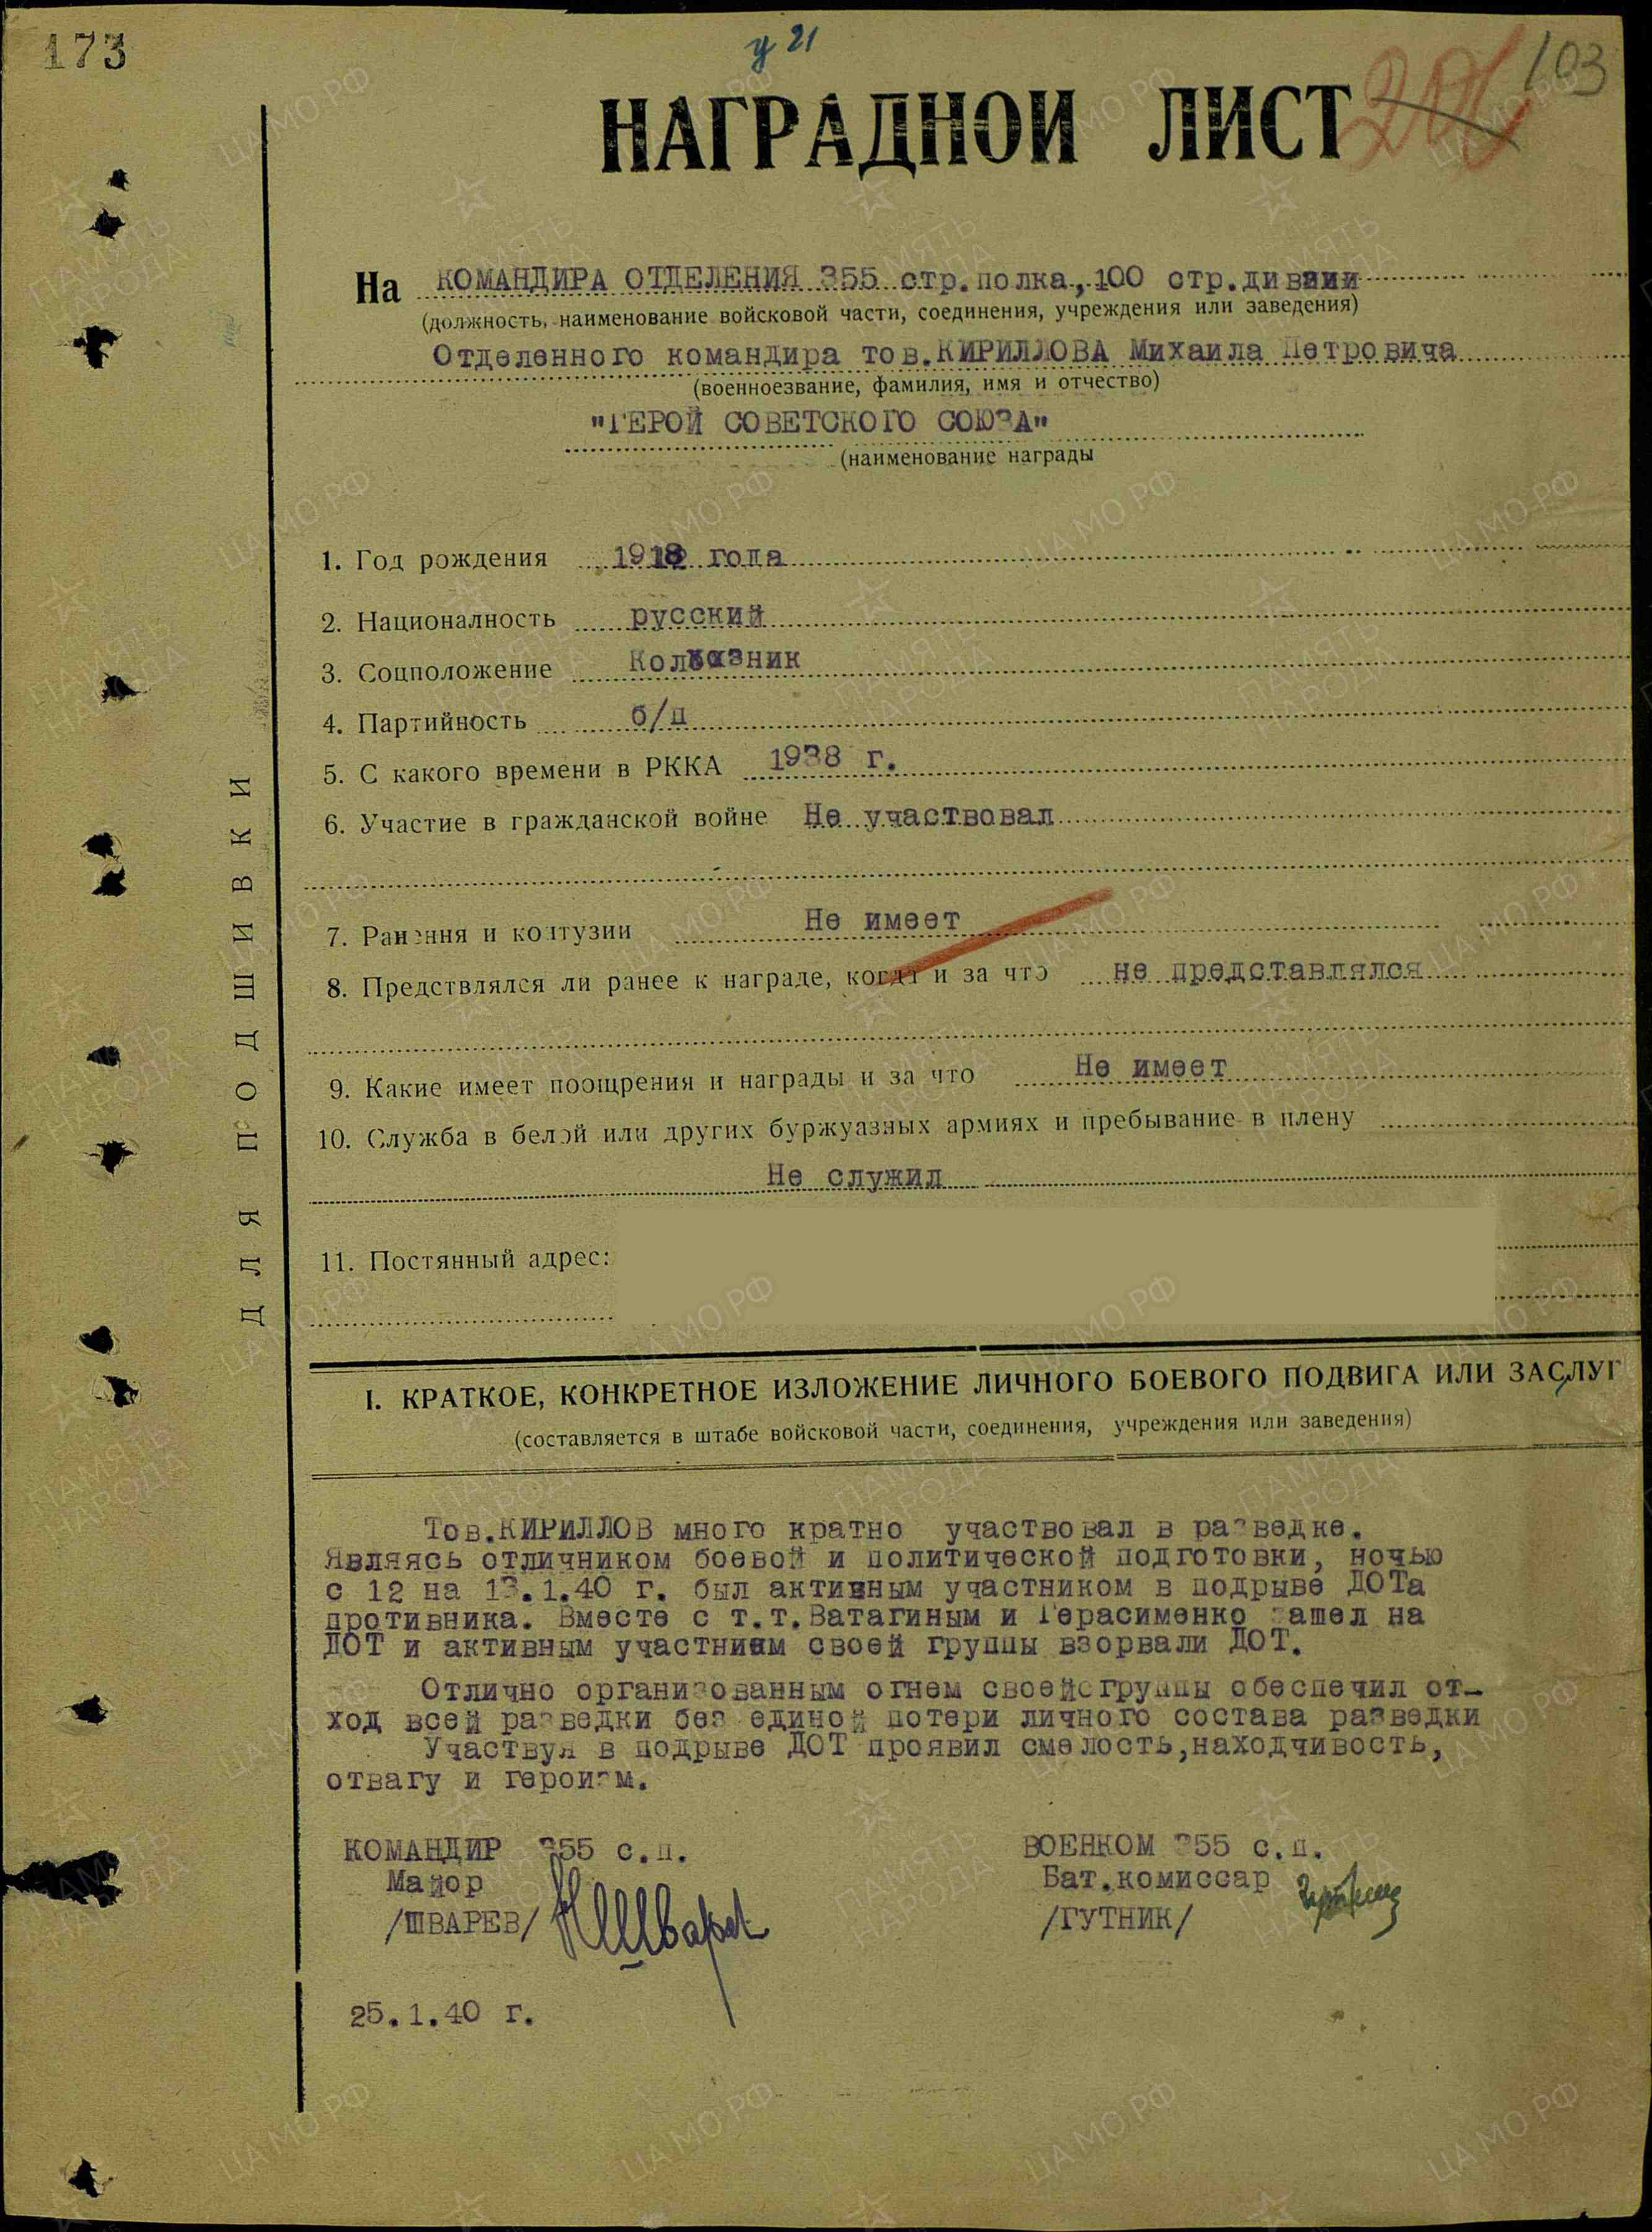 173
у 21
103
НАГРАДНОЙ ЛИСТ
На КОМАНДИРА ОТДЕЛЕНИЯ 355 стр.полка,100 стр.дивзии
(должность, наименование войсковой части, соединения, учреждения или заведения)
Отделенного командира тов.КИРИЛЛОВА Михаила Петровича
(военноезвание, фамилия, имя и отчество)
"ГЕРОЙ СОВЕТСКОГО СОЮЗА"
(наименование награды
1. Год рождения 1918 года
2. Националность русский
3. Соцположение Колхозник
4. Партийность б/п
5. С какого времени в РККА 1938 г.
6. Участие в гражданской войне Не участвовал
7. Ранения и контузии Не имеет
8. Предствлялся ли ранее к награде, когда и за что не представлялся
9. Какие имеет поощрения и награды и за что Не имеет
10. Служба в белой или других буржуазных армиях и пребывание в плену
Не служил
11. Постянный адрес:
ДЛЯ ПОДШИВКИ
I. КРАТКОЕ, КОНКРЕТНОЕ ИЗЛОЖЕНИЕ ЛИЧНОГО БОЕВОГО ПОДВИГА ИЛИ ЗАСЛУГ
(составляется в штабе войсковой части, соединения, учреждения или заведения)
Тов.КИРИЛЛОВ много кратно участвовал в разведке.
Являясь отличником боевой и политической подготовки, ночью
с 12 на 13.1.40 г. был активным участником в подрыве ДОТа
противника. Вместе с т.т.Ватагиным и Герасименко зашел на
ДОТ и активным участием своей группы взорвали ДОТ.
Отлично организованным огнем своей группы обеспечил от-
ход всей разведки без единой потери личного состава разведки
Участвуя в подрыве ДОТ проявил смелость,находчивость,
отвагу и героизм.
КОМАНДИР 355 с.п. ВОЕНКОМ 355 с.п.
Майор Бат.комиссар
/ШВАРЕВ/ /ГУТНИК/
25.1.40 г.
ПАМЯТЬ НАРОДА
ЦАМО.РФ